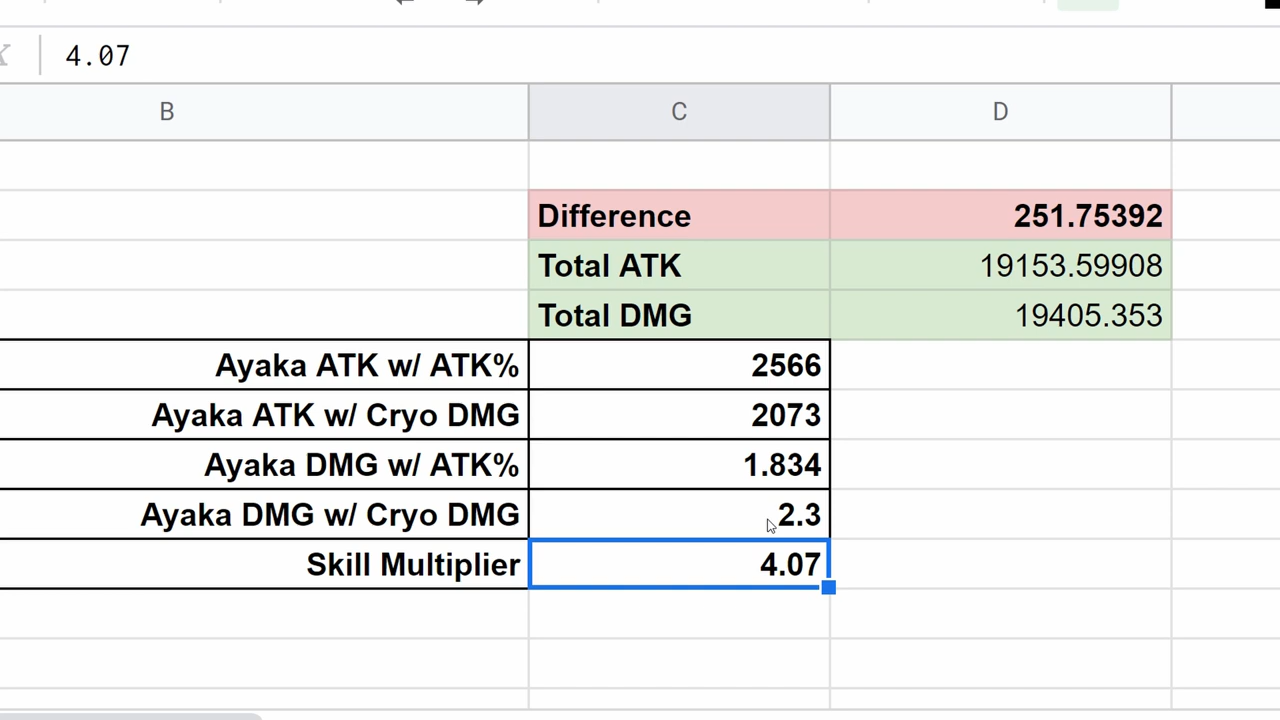 4.07
B C D
Difference 251.75392
Total ATK 19153.59908
Total DMG 19405.353
Ayaka ATK w/ ATK% 2566
Ayaka ATK w/ Cryo DMG 2073
Ayaka DMG w/ ATK% 1.834
Ayaka DMG w/ Cryo DMG 2.3
Skill Multiplier 4.07